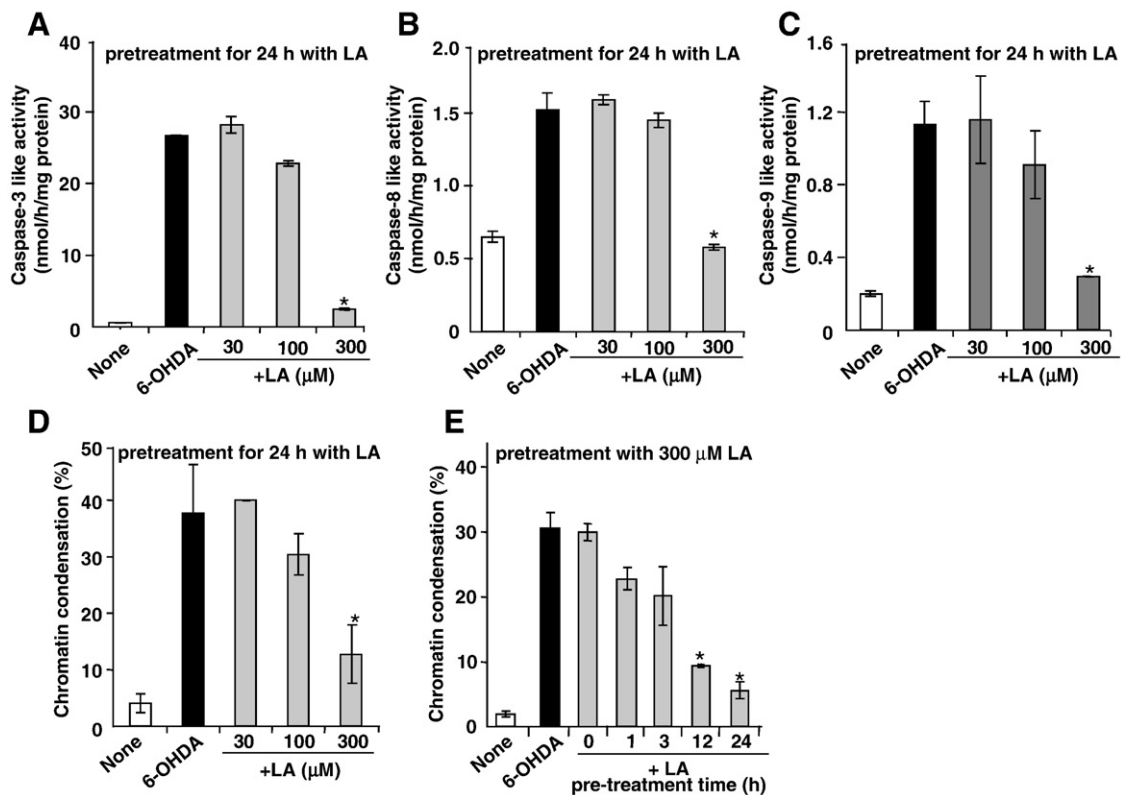 A
pretreatment for 24 h with LA
Caspase-3 like activity
(nmol/h/mg protein)
40
30
20
10
0
*
None
6-OHDA
30 100 300
+LA (μM)
B
pretreatment for 24 h with LA
Caspase-8 like activity
(nmol/h/mg protein)
2.0
1.5
1.0
0.5
0
*
None
6-OHDA
30 100 300
+LA (μM)
C
pretreatment for 24 h with LA
Caspase-9 like activity
(nmol/h/mg protein)
1.6
1.2
0.8
0.4
0
*
None
6-OHDA
30 100 300
+LA (μM)
D
pretreatment for 24 h with LA
Chromatin condensation (%)
50
40
30
20
10
0
*
None
6-OHDA
30 100 300
+LA (μM)
E
pretreatment with 300 μM LA
Chromatin condensation (%)
40
30
20
10
0
*
*
None
6-OHDA
0 1 3 12 24
+ LA
pre-treatment time (h)